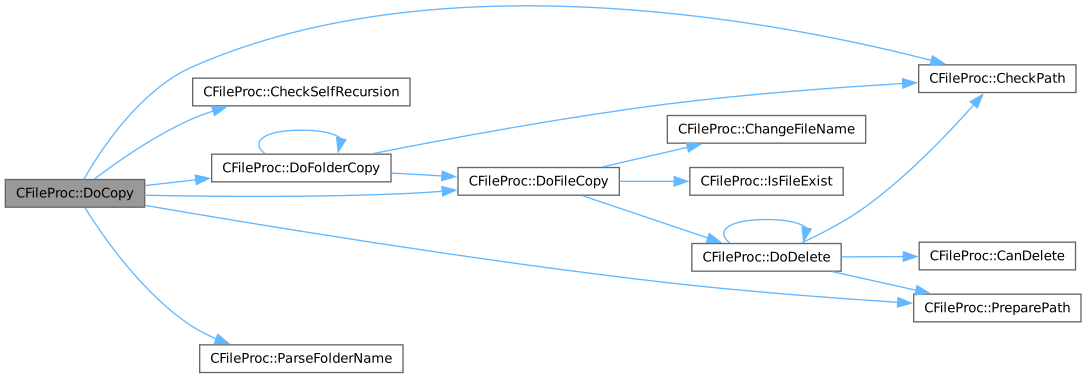 CFileProc::CheckPath
CFileProc::CheckSelfRecursion
CFileProc::ChangeFileName
CFileProc::DoFolderCopy
CFileProc::DoFileCopy
CFileProc::IsFileExist
CFileProc::DoCopy
CFileProc::DoDelete
CFileProc::CanDelete
CFileProc::PreparePath
CFileProc::ParseFolderName